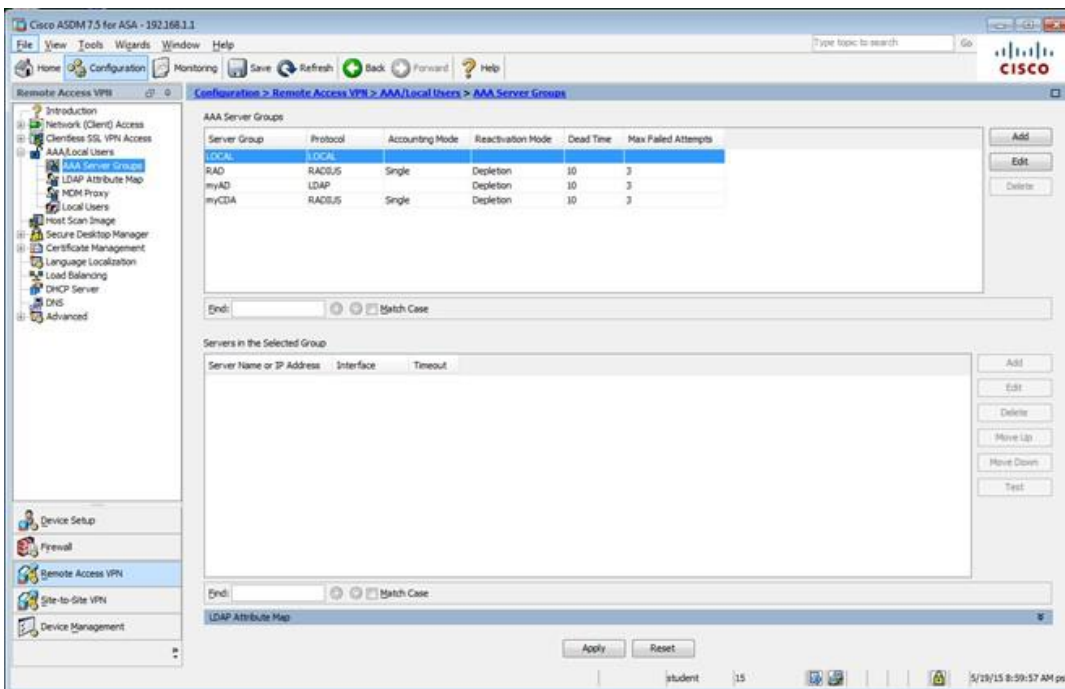 Cisco ASDM 7.5 for ASA - 192.168.1.1
File View Tools Wizards Window Help
Type topic to search Go
Home Configuration Monitoring Save Refresh Back Forward Help
CISCO
Remote Access VPN
Configuration > Remote Access VPN > AAA/Local Users > AAA Server Groups
Introduction
Network (Client) Access
Clientless SSL VPN Access
AAA/Local Users
AAA Server Groups
LDAP Attribute Map
MDM Proxy
Local Users
Host Scan Image
Secure Desktop Manager
Certificate Management
Language Localization
Load Balancing
DHCP Server
DNS
Advanced
Device Setup
Firewall
Remote Access VPN
Site-to-Site VPN
Device Management
AAA Server Groups
Server Group Protocol Accounting Mode Reactivation Mode Dead Time Max Failed Attempts
LOCAL LOCAL
RAD RADIUS Single Depletion 10 3
myAD LDAP Depletion 10 3
myCDA RADIUS Single Depletion 10 3
Add
Edit
Delete
Find: Match Case
Servers in the Selected Group
Server Name or IP Address Interface Timeout
Add
Edit
Delete
Move Up
Move Down
Test
Find: Match Case
LDAP Attribute Map
Apply Reset
student 15 5/19/15 8:59:57 AM